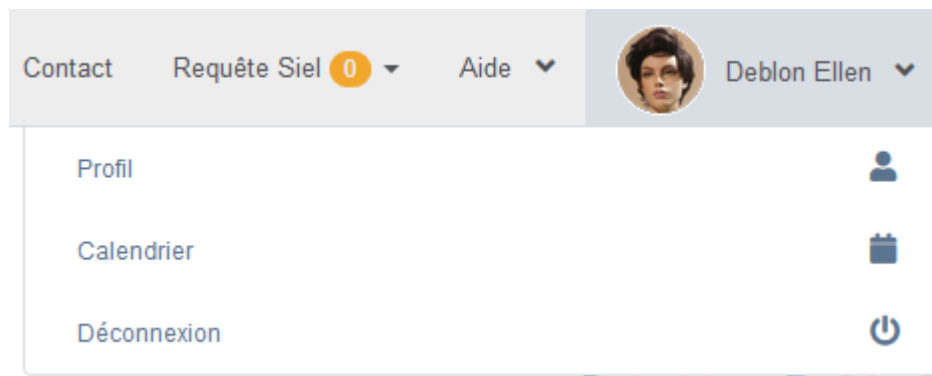 Contact Requête Siel 0 Aide Deblon Ellen
Profil
Calendrier
Déconnexion